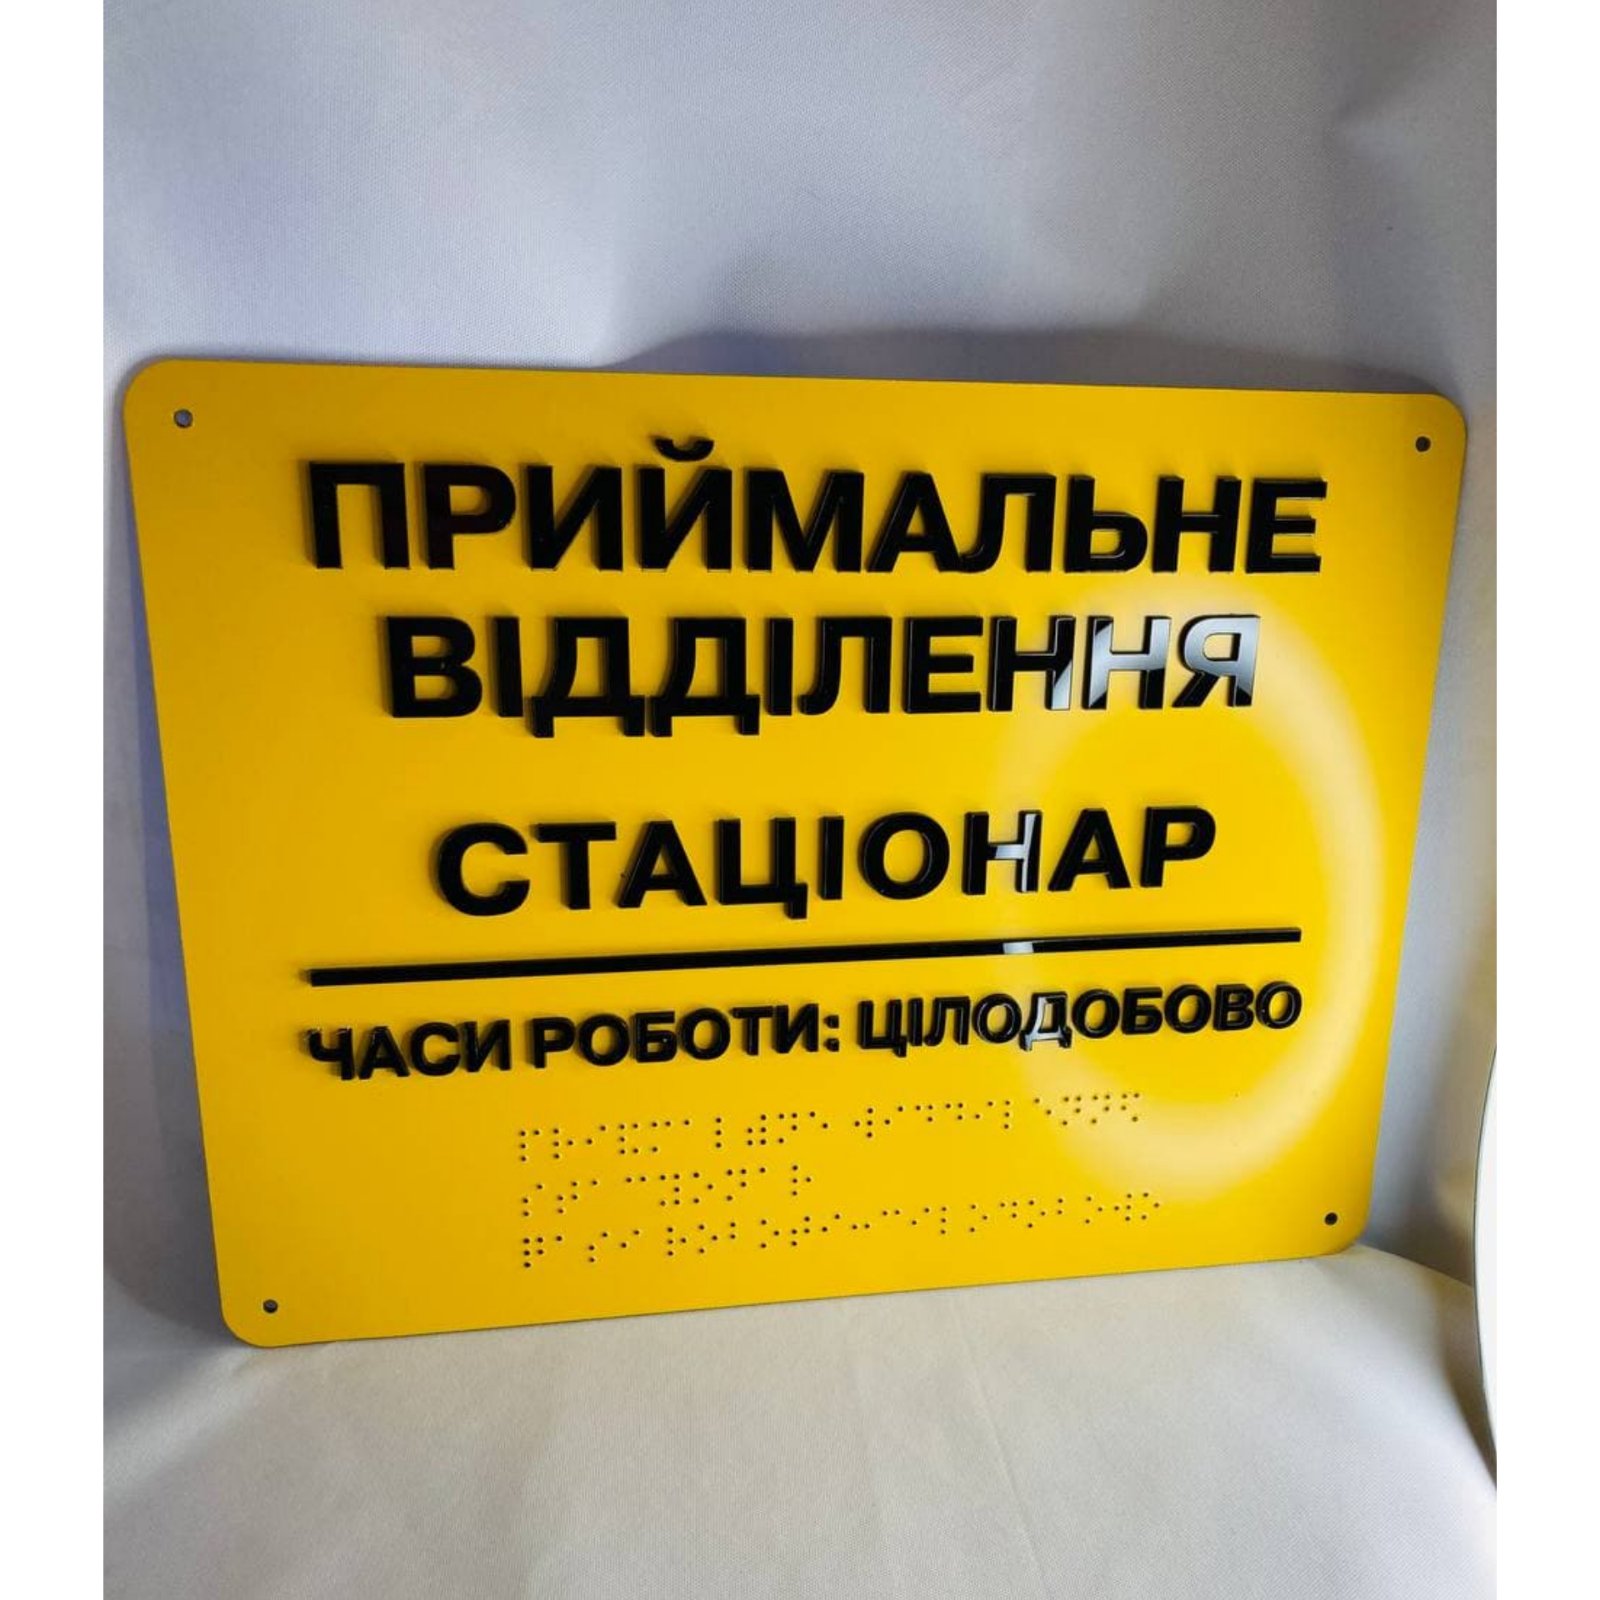 ПРИЙМАЛЬНЕ
ВІДДІЛЕННЯ
СТАЦІОНАР
ЧАСИ РОБОТИ: ЦІЛОДОБОВО